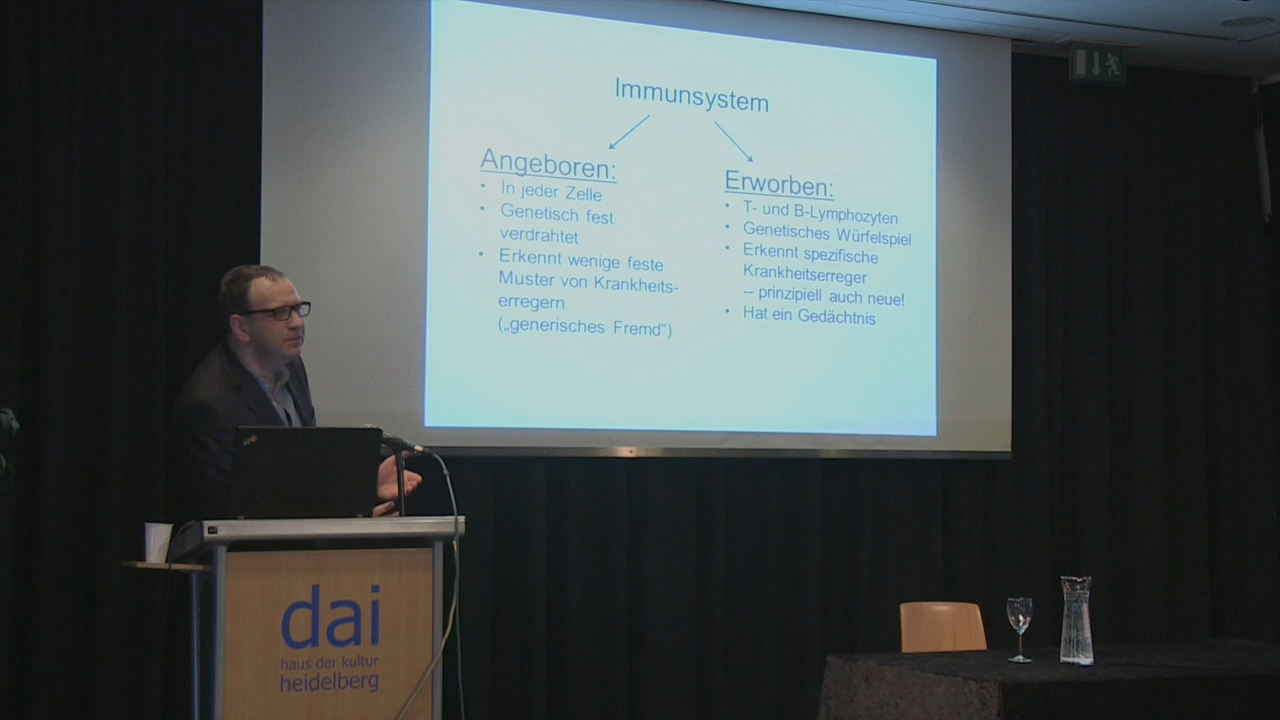 Immunsystem
Angeboren:
• In jeder Zelle
• Genetisch fest
verdrahtet
• Erkennt wenige feste
Muster von Krankheits-
erregern
(„generisches Fremd“)
Erworben:
• T- und B-Lymphozyten
• Genetisches Würfelspiel
• Erkennt spezifische
Krankheitserreger
– prinzipiell auch neue!
• Hat ein Gedächtnis
dai
haus der kultur
heidelberg